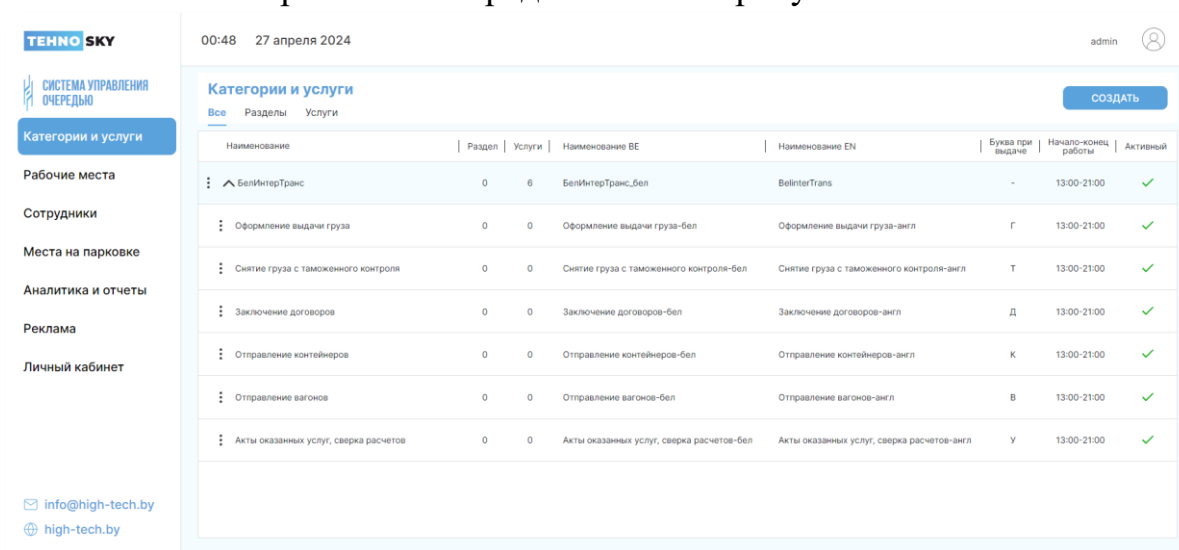 TEHNO SKY
00:48 27 апреля 2024
admin
СИСТЕМА УПРАВЛЕНИЯ
ОЧЕРЕДЬЮ
Категории и услуги
Рабочие места
Сотрудники
Места на парковке
Аналитика и отчеты
Реклама
Личный кабинет
info@high-tech.by
high-tech.by
Категории и услуги
СОЗДАТЬ
Все Разделы Услуги
Наименование Раздел Услуги Наименование BE Наименование EN Буква при выдаче Начало-конец работы Активный
БелИнтерТранс 0 6 БелИнтерТранс_бел BelinterTrans - 13:00-21:00
Оформление выдачи груза 0 0 Оформление выдачи груза-бел Оформление выдачи груза-англ Г 13:00-21:00
Снятие груза с таможенного контроля 0 0 Снятие груза с таможенного контроля-бел Снятие груза с таможенного контроля-англ Т 13:00-21:00
Заключение договоров 0 0 Заключение договоров-бел Заключение договоров-англ Д 13:00-21:00
Отправление контейнеров 0 0 Отправление контейнеров-бел Отправление контейнеров-англ К 13:00-21:00
Отправление вагонов 0 0 Отправление вагонов-бел Отправление вагонов-англ В 13:00-21:00
Акты оказанных услуг, сверка расчетов 0 0 Акты оказанных услуг, сверка расчетов-бел Акты оказанных услуг, сверка расчетов-англ У 13:00-21:00